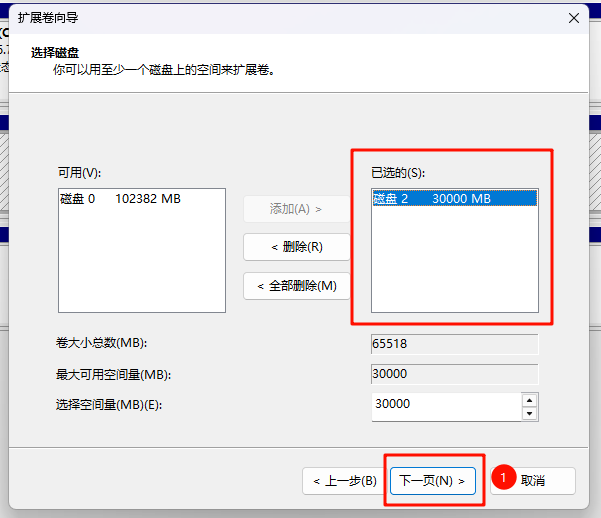 扩展卷向导
选择磁盘
你可以用至少一个磁盘上的空间来扩展卷。
可用(V):
已选的(S):
磁盘 0 102382 MB
磁盘 2 30000 MB
添加(A) >
< 删除(R)
< 全部删除(M)
卷大小总数(MB):
65518
最大可用空间量(MB):
30000
选择空间量(MB)(E):
30000
< 上一步(B)
下一页(N) >
1
取消